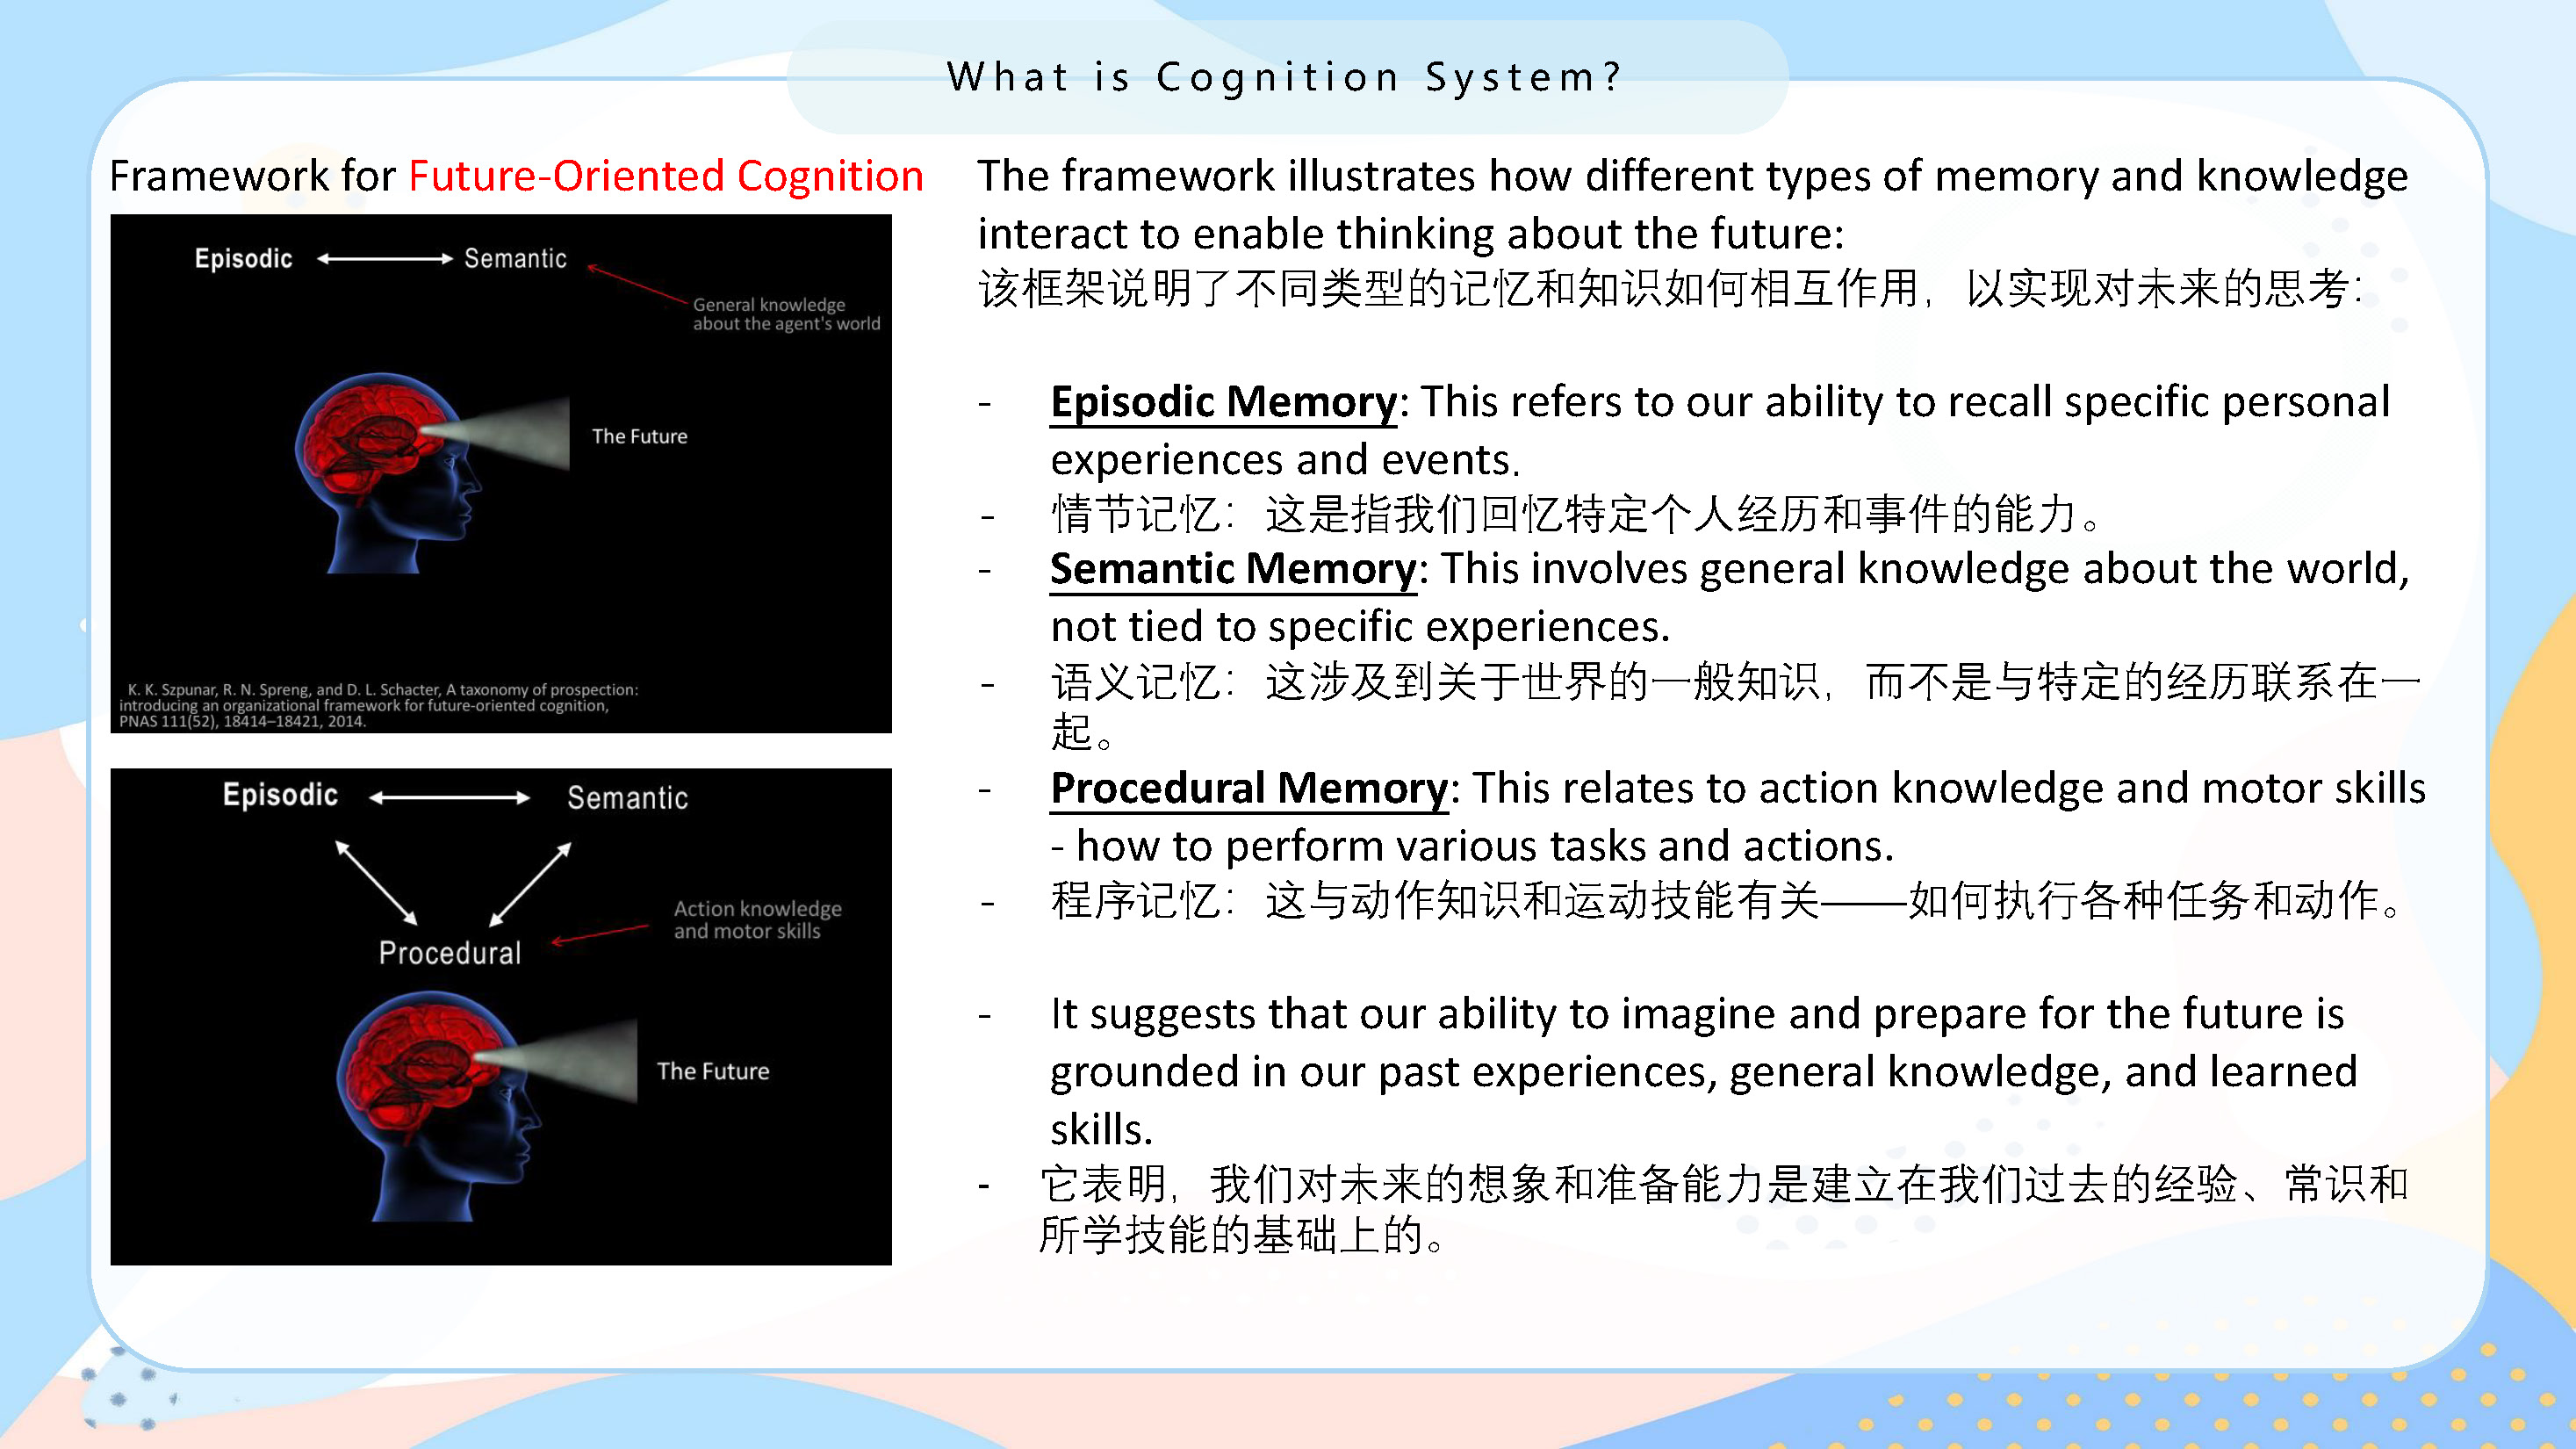 What is Cognition System?
Framework for Future-Oriented Cognition
Episodic
Semantic
General knowledge
about the agent's world
The Future
K. K. Szpunar, R. N. Spreng, and D. L. Schacter, A taxonomy of prospection:
introducing an organizational framework for future-oriented cognition,
PNAS 111(52), 18414–18421, 2014.
Episodic
Semantic
Action knowledge
and motor skills
Procedural
The Future
The framework illustrates how different types of memory and knowledge
interact to enable thinking about the future:
该框架说明了不同类型的记忆和知识如何相互作用，以实现对未来的思考：
- Episodic Memory: This refers to our ability to recall specific personal
experiences and events.
- 情节记忆：这是指我们回忆特定个人经历和事件的能力。
- Semantic Memory: This involves general knowledge about the world,
not tied to specific experiences.
- 语义记忆：这涉及到关于世界的一般知识，而不是与特定的经历联系在一
起。
- Procedural Memory: This relates to action knowledge and motor skills
- how to perform various tasks and actions.
- 程序记忆：这与动作知识和运动技能有关——如何执行各种任务和动作。
- It suggests that our ability to imagine and prepare for the future is
grounded in our past experiences, general knowledge, and learned
skills.
- 它表明，我们对未来的想象和准备能力是建立在我们过去的经验、常识和
所学技能的基础上的。